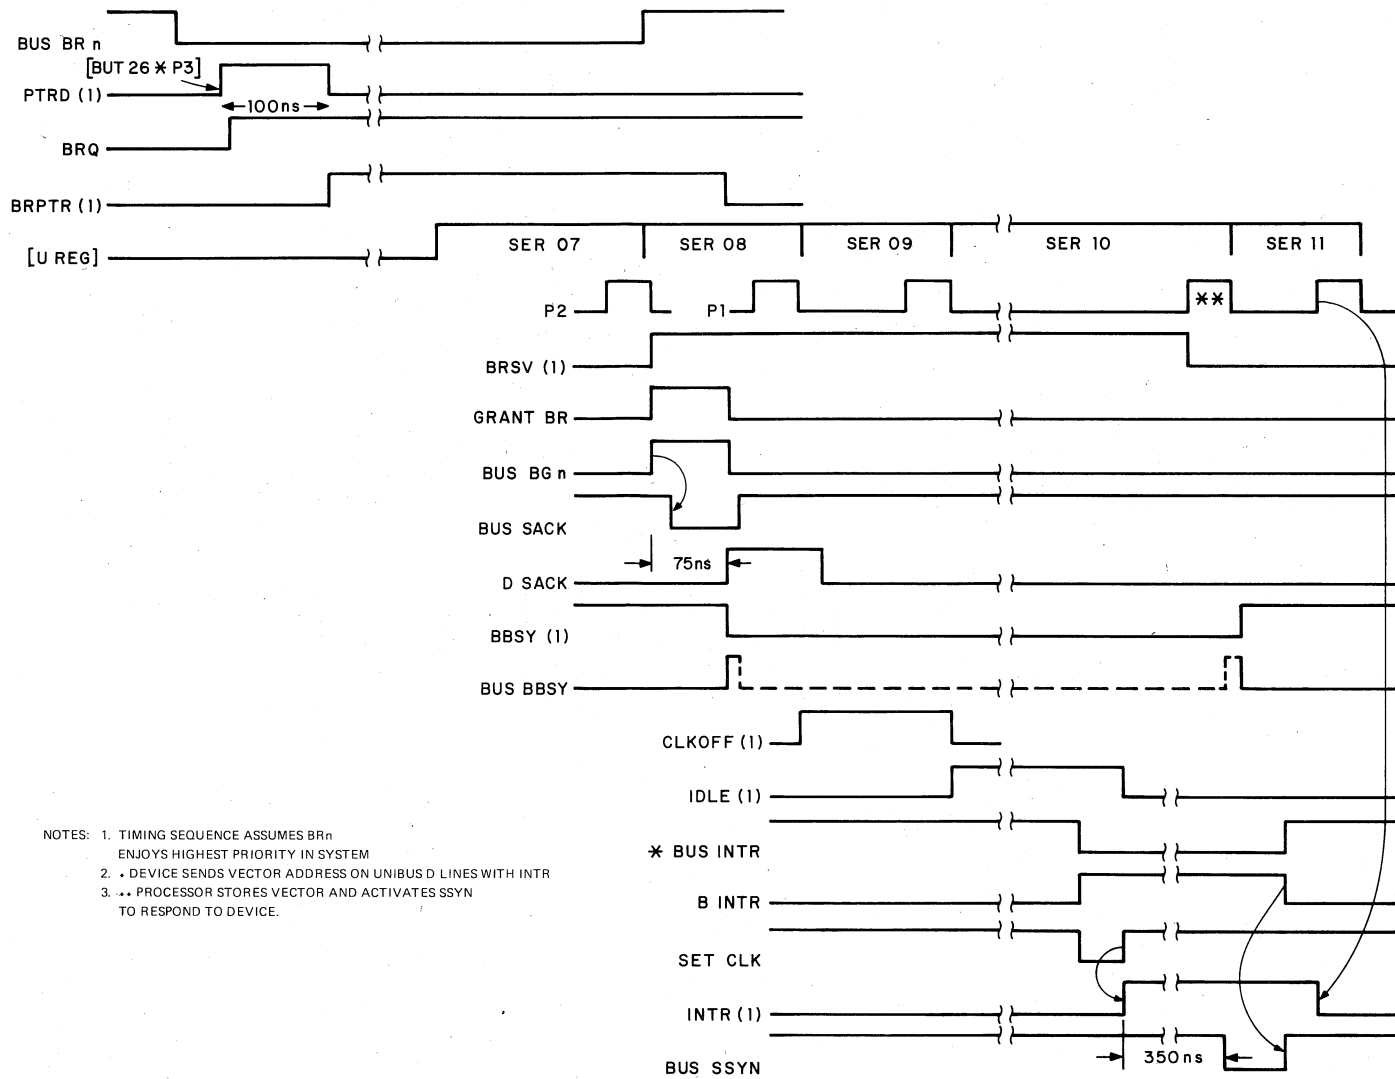 BUS BR n
[BUT 26 * P3]
PTRD (1)
100ns
BRQ
BRPTR (1)
[U REG]
SER 07
SER 08
SER 09
SER 10
SER 11
P2
P1
**
BRSV (1)
GRANT BR
BUS BG n
BUS SACK
75ns
D SACK
BBSY (1)
BUS BBSY
CLKOFF (1)
IDLE (1)
* BUS INTR
B INTR
SET CLK
INTR (1)
350ns
BUS SSYN
NOTES: 1. TIMING SEQUENCE ASSUMES BRn
ENJOYS HIGHEST PRIORITY IN SYSTEM
2. * DEVICE SENDS VECTOR ADDRESS ON UNIBUS D LINES WITH INTR
3. ** PROCESSOR STORES VECTOR AND ACTIVATES SSYN
TO RESPOND TO DEVICE.